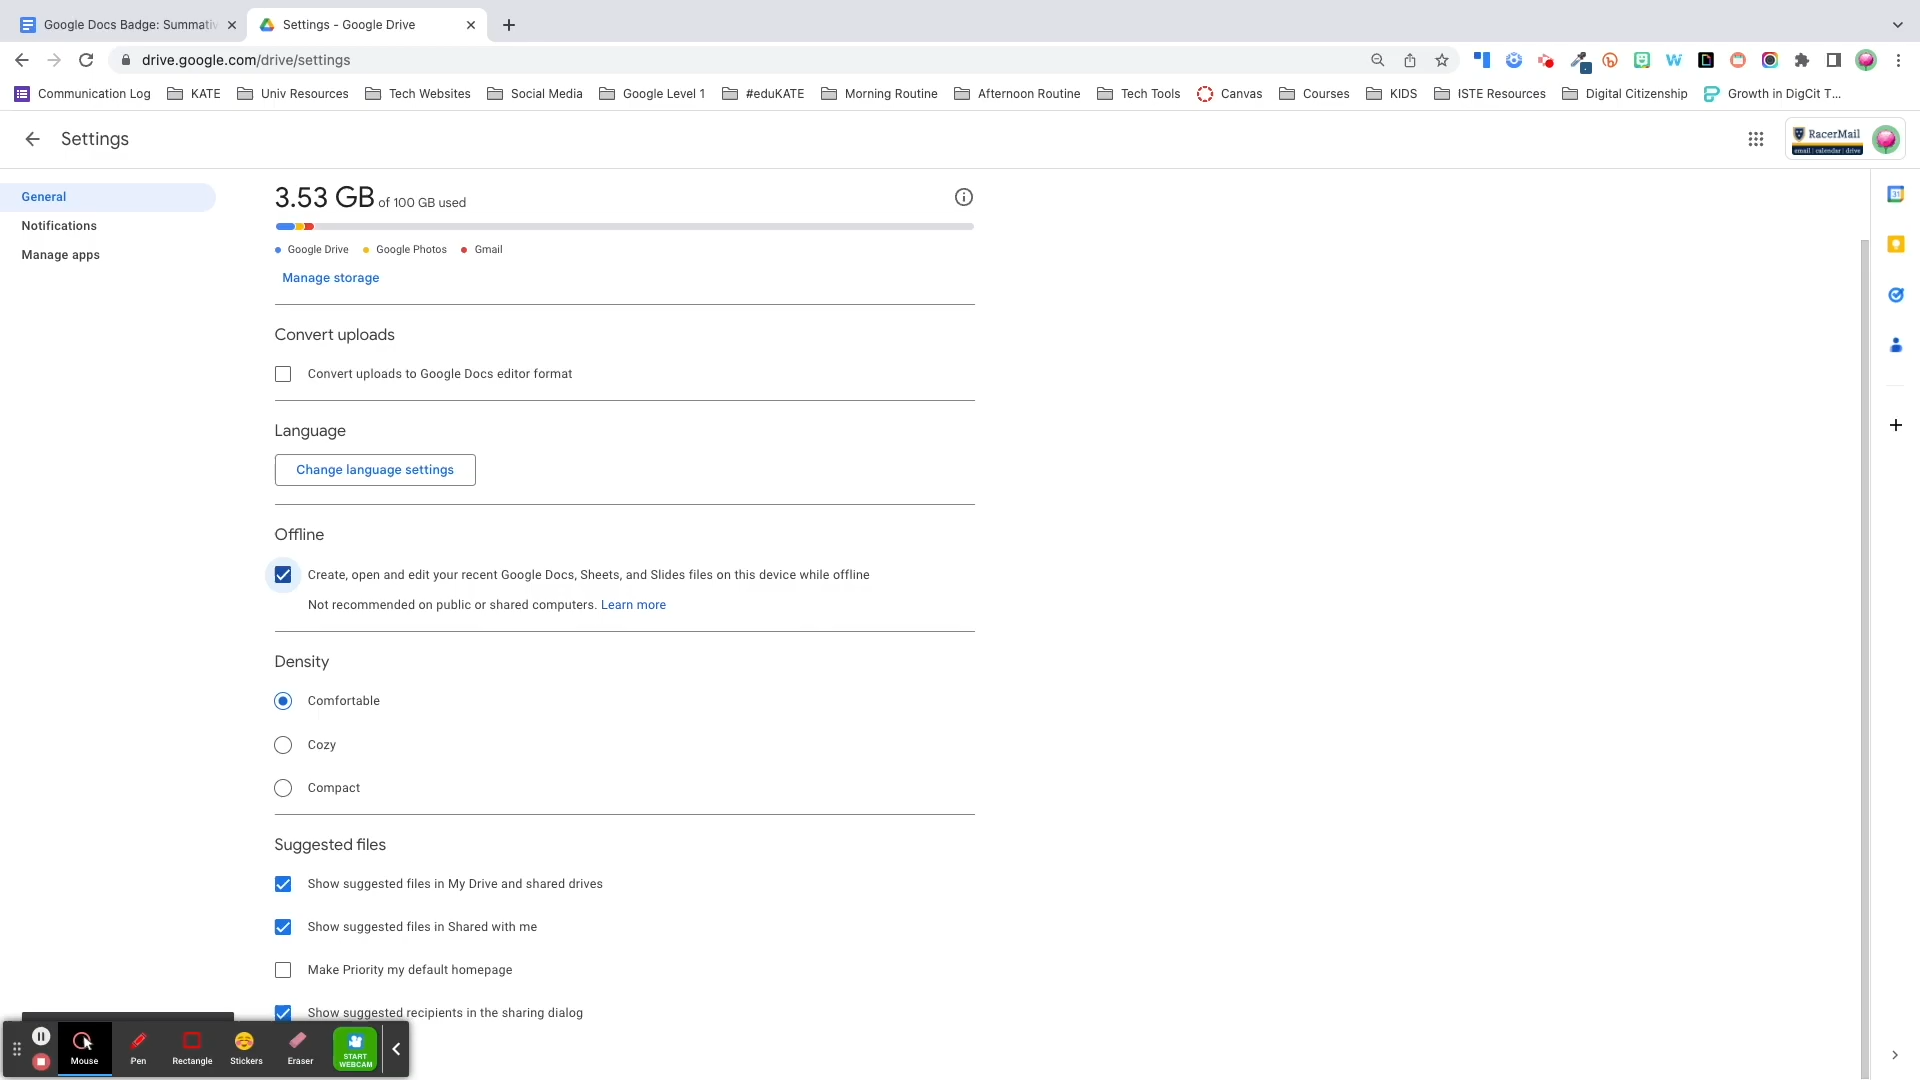 Google Docs Badge: Summativ
Settings - Google Drive
drive.google.com/drive/settings
Communication Log
KATE
Univ Resources
Tech Websites
Social Media
Google Level 1
#eduKATE
Morning Routine
Afternoon Routine
Tech Tools
Canvas
Courses
KIDS
ISTE Resources
Digital Citizenship
Growth in DigCit T...
Settings
RacerMail
email | calendar | drive
General
Notifications
Manage apps
3.53 GB of 100 GB used
Google Drive
Google Photos
Gmail
Manage storage
Convert uploads
Convert uploads to Google Docs editor format
Language
Change language settings
Offline
Create, open and edit your recent Google Docs, Sheets, and Slides files on this device while offline
Not recommended on public or shared computers. Learn more
Density
Comfortable
Cozy
Compact
Suggested files
Show suggested files in My Drive and shared drives
Show suggested files in Shared with me
Make Priority my default homepage
Show suggested recipients in the sharing dialog
Mouse
Pen
Rectangle
Stickers
Eraser
START
WEBCAM
31